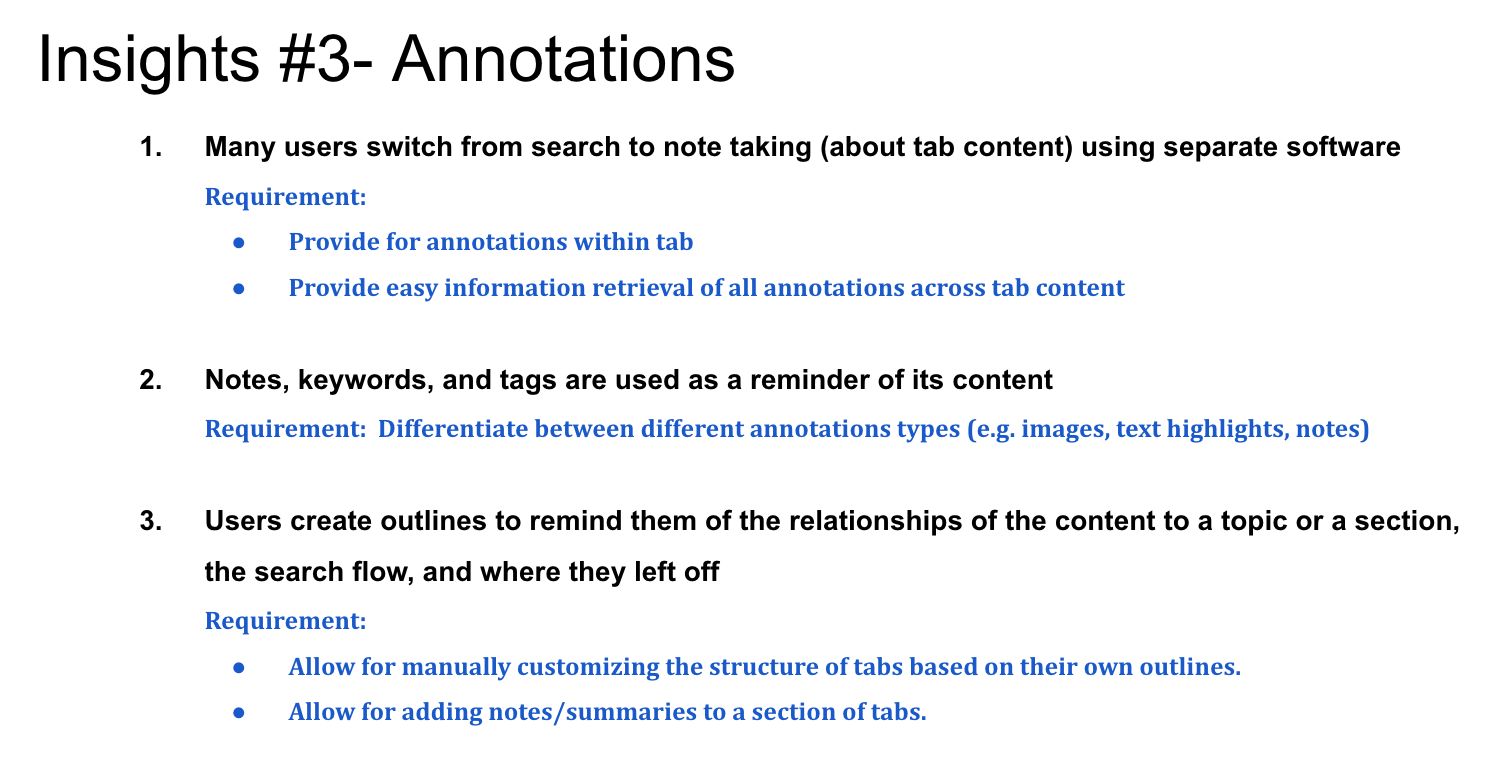 Insights #3- Annotations
1. Many users switch from search to note taking (about tab content) using separate software
Requirement:
● Provide for annotations within tab
● Provide easy information retrieval of all annotations across tab content
2. Notes, keywords, and tags are used as a reminder of its content
Requirement:  Differentiate between different annotations types (e.g. images, text highlights, notes)
3. Users create outlines to remind them of the relationships of the content to a topic or a section,
the search flow, and where they left off
Requirement:
● Allow for manually customizing the structure of tabs based on their own outlines.
● Allow for adding notes/summaries to a section of tabs.